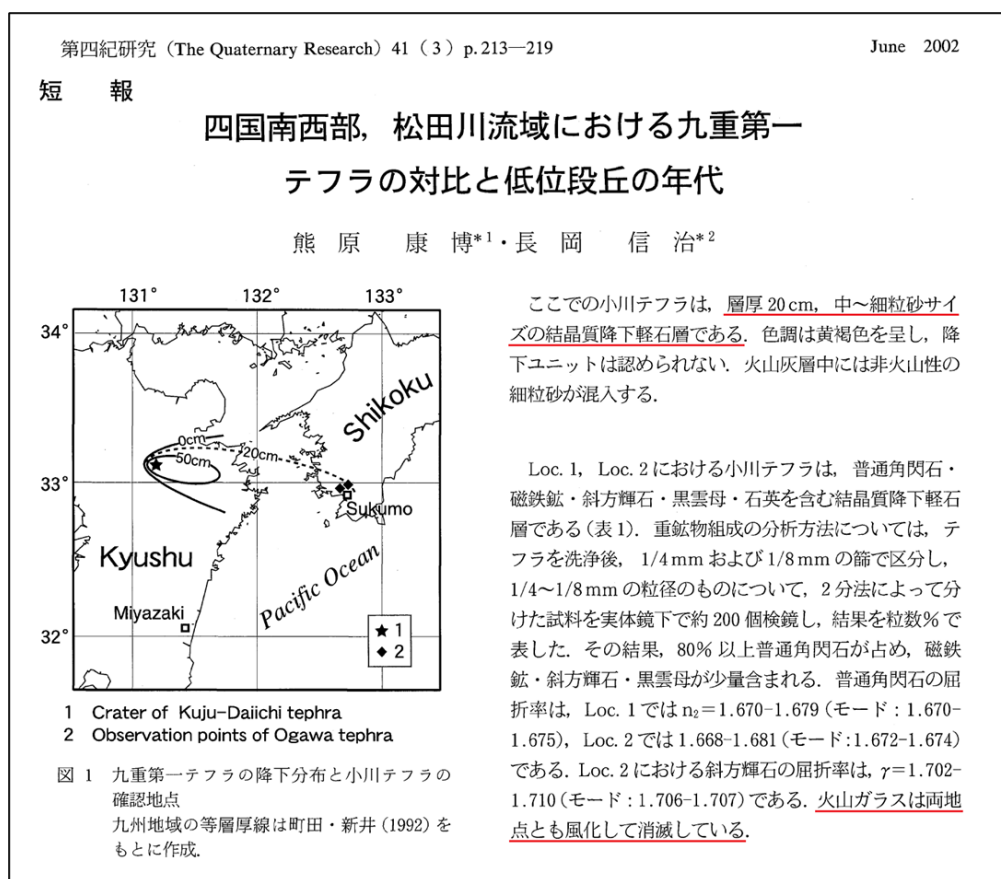 第四紀研究 (The Quaternary Research) 41 (3) p.213—219
June 2002
短 報
四国南西部，松田川流域における九重第一
テフラの対比と低位段丘の年代
熊 原 康 博*1・長 岡 信 治*2
131° 132° 133°
34°
33°
32°
0cm
50cm
20cm
Shikoku
Sukumo
Kyushu
Pacific Ocean
Miyazaki
★ 1
◆ 2
1 Crater of Kuju-Daiichi tephra
2 Observation points of Ogawa tephra
図 1 九重第一テフラの降下分布と小川テフラの
確認地点
九州地域の等層厚線は町田・新井 (1992) を
もとに作成．
ここでの小川テフラは，層厚 20 cm，中〜細粒砂サイ
ズの結晶質降下軽石層である．色調は黄褐色を呈し，降
下ユニットは認められない．火山灰層中には非火山性の
細粒砂が混入する．
Loc. 1，Loc. 2 における小川テフラは，普通角閃石・
磁鉄鉱・斜方輝石・黒雲母・石英を含む結晶質降下軽石
層である (表 1)．重鉱物組成の分析方法については，テ
フラを洗浄後，1/4 mm および 1/8 mm の篩で区分し，
1/4〜1/8 mm の粒径のものについて，2 分法によって分
けた試料を実体鏡下で約 200 個検鏡し，結果を粒数% で
表した．その結果，80% 以上普通角閃石が占め，磁鉄
鉱・斜方輝石・黒雲母が少量含まれる．普通角閃石の屈
折率は，Loc. 1 では n₂=1.670-1.679 (モード：1.670-
1.675)，Loc. 2 では 1.668-1.681 (モード：1.672-1.674)
である．Loc. 2 における斜方輝石の屈折率は，γ=1.702-
1.710 (モード：1.706-1.707) である．火山ガラスは両地
点とも風化して消滅している．